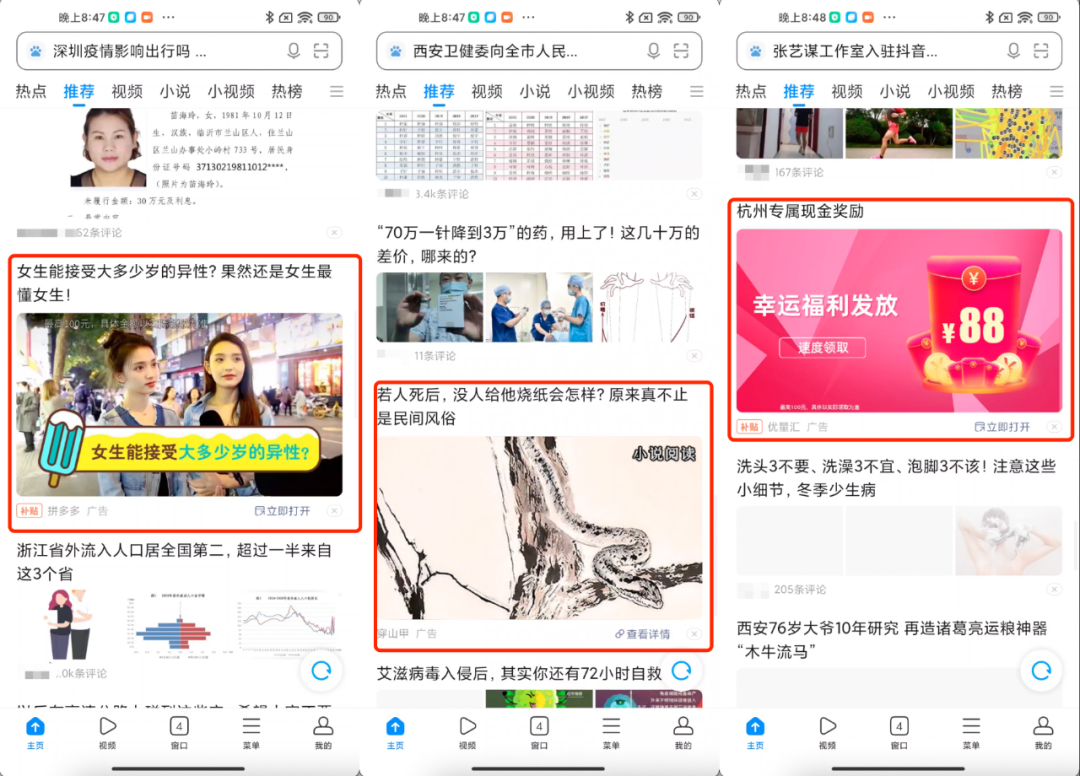 晚上8:47
90
深圳疫情影响出行吗 ...
热点 推荐 视频 小说 小视频 热榜
苗海玲，女，1981年10月12日
生，汉族，临沂市兰山区人，住兰山
区兰山办事处小岭村733号，居民身
份证号码 37130219811012****，
（照片为苗海玲）。
未履行金额：30万元及利息。
52条评论
女生能接受大多少岁的异性？果然还是女生最
懂女生！
女生能接受大多少岁的异性？
补贴 拼多多 广告 立即打开
浙江省外流入人口居全国第二，超过一半来自
这3个省
..0k条评论
主页 视频 4 窗口 菜单 我的
晚上8:47
90
西安卫健委向全市人民...
热点 推荐 视频 小说 小视频 热榜
3.4k条评论
“70万一针降到3万”的药，用上了！这几十万的
差价，哪来的？
11条评论
若人死后，没人给他烧纸会怎样？原来真不止
是民间风俗
小说阅读
穿山甲 广告 查看详情
艾滋病毒入侵后，其实你还有72小时自救
主页 视频 4 窗口 菜单 我的
晚上8:48
90
张艺谋工作室入驻抖音...
热点 推荐 视频 小说 小视频 热榜
167条评论
杭州专属现金奖励
幸运福利发放
速度领取
¥
¥88
最高100元，具体以实际领取为准
补贴 优量汇 广告 立即打开
洗头3不要、洗澡3不宜、泡脚3不该！注意这些
小细节，冬季少生病
205条评论
西安76岁大爷10年研究 再造诸葛亮运粮神器
“木牛流马”
主页 视频 4 窗口 菜单 我的